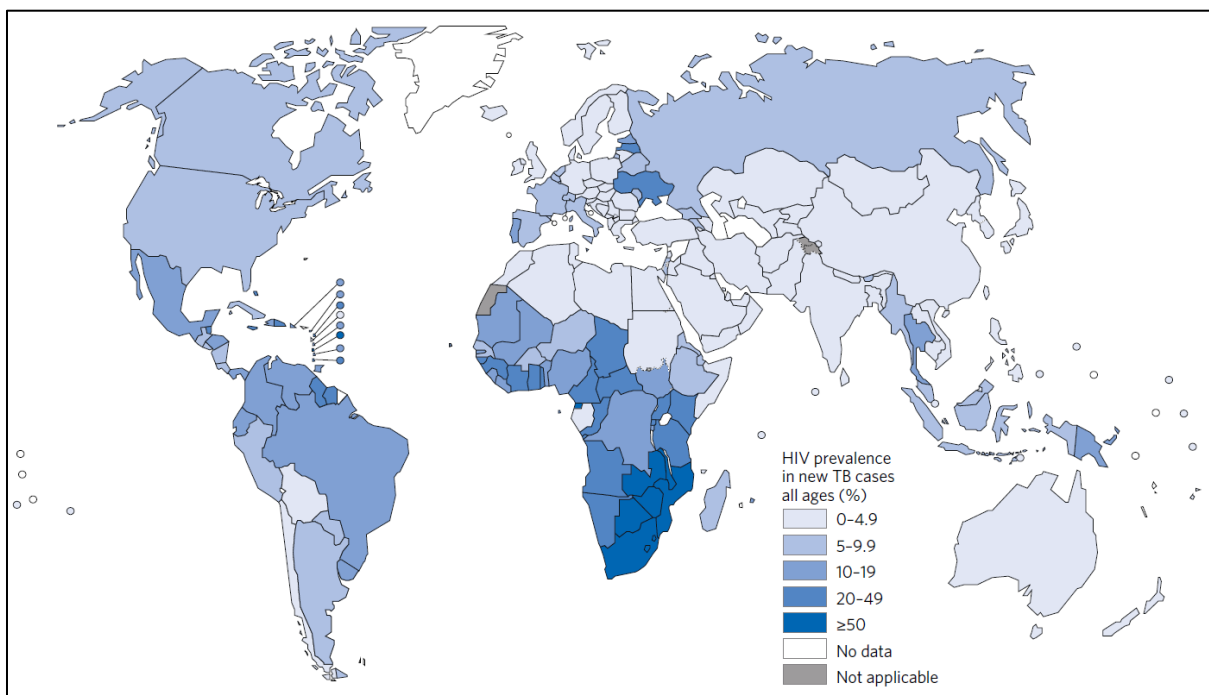 HIV prevalence
in new TB cases
all ages (%)
0–4.9
5–9.9
10–19
20–49
≥50
No data
Not applicable